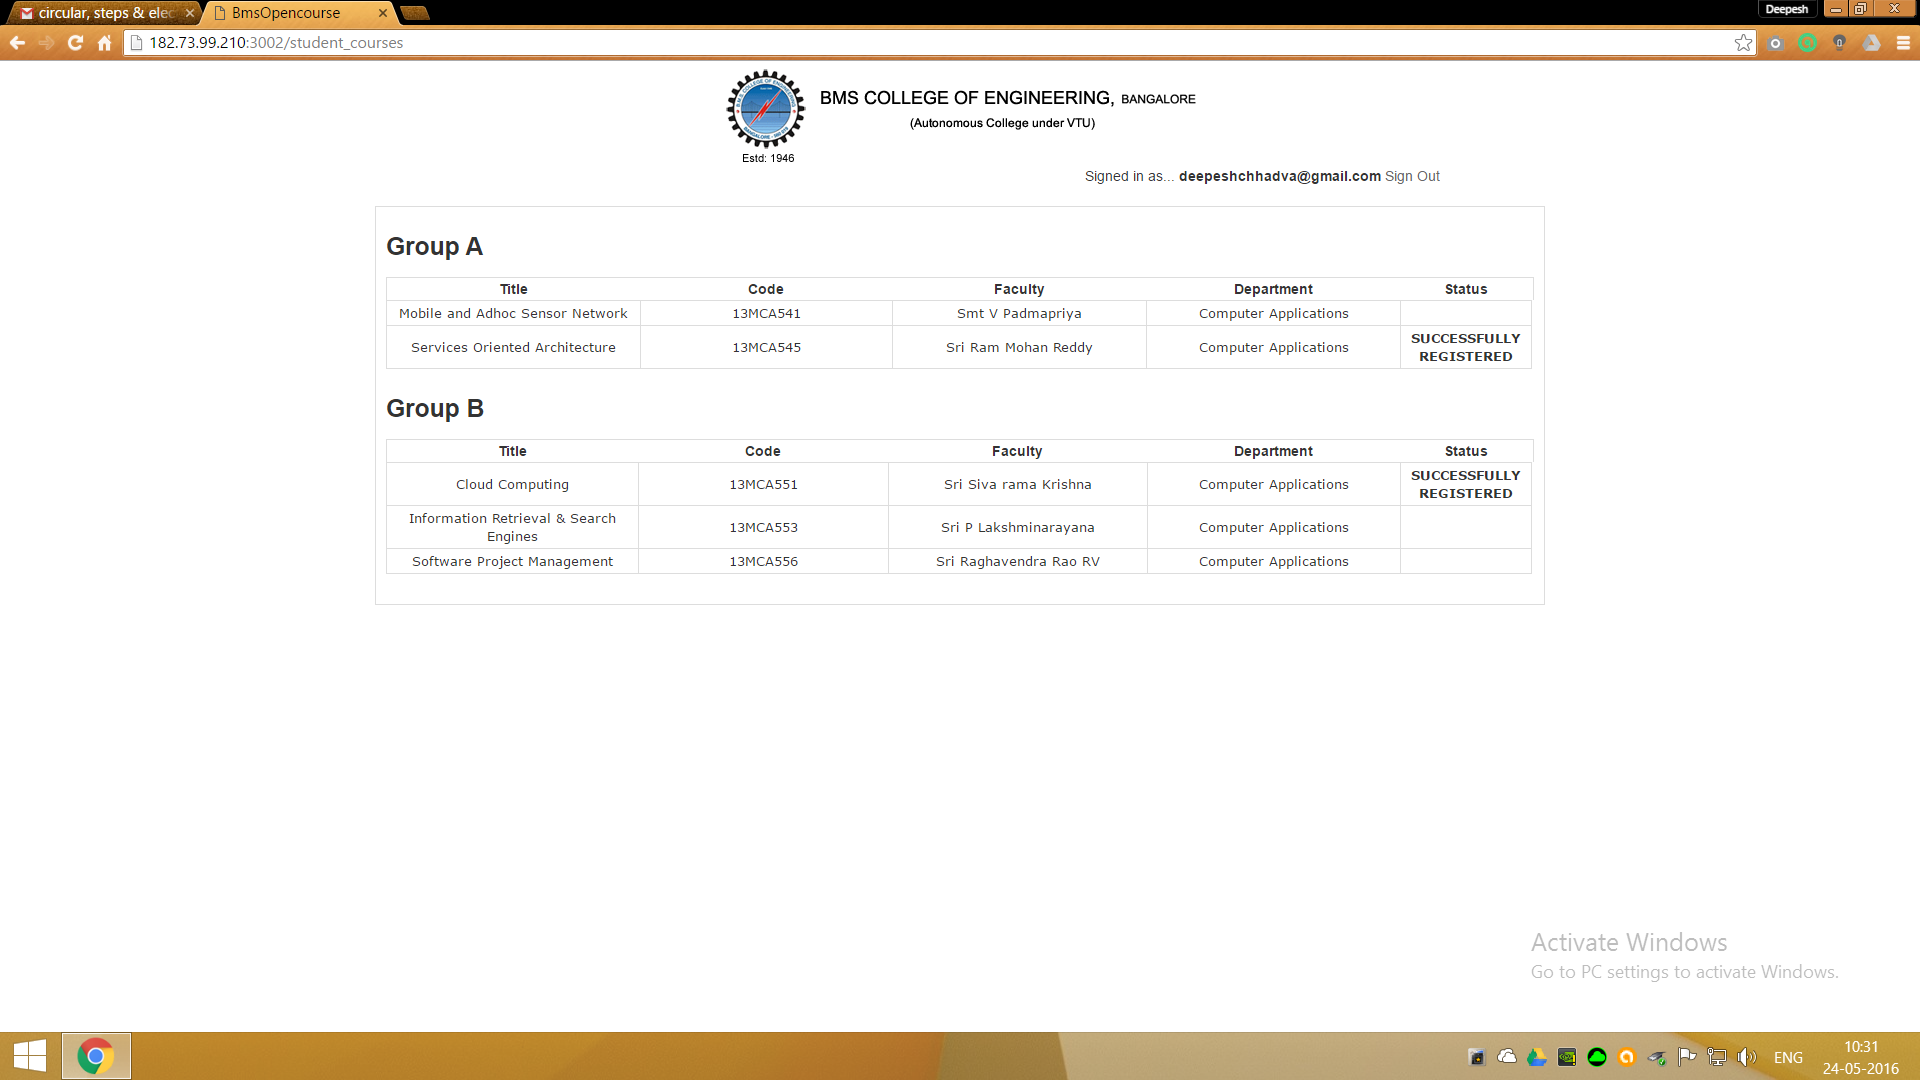 circular, steps & elec
BmsOpencourse
Deepesh
182.73.99.210:3002/student_courses
BMS COLLEGE OF ENGINEERING, BANGALORE
(Autonomous College under VTU)
Estd: 1946
Signed in as... deepeshchhadva@gmail.com Sign Out
Group A
Title Code Faculty Department Status
Mobile and Adhoc Sensor Network 13MCA541 Smt V Padmapriya Computer Applications
Services Oriented Architecture 13MCA545 Sri Ram Mohan Reddy Computer Applications SUCCESSFULLY
REGISTERED
Group B
Title Code Faculty Department Status
Cloud Computing 13MCA551 Sri Siva rama Krishna Computer Applications SUCCESSFULLY
REGISTERED
Information Retrieval & Search
Engines 13MCA553 Sri P Lakshminarayana Computer Applications
Software Project Management 13MCA556 Sri Raghavendra Rao RV Computer Applications
Activate Windows
Go to PC settings to activate Windows.
ENG
10:31
24-05-2016